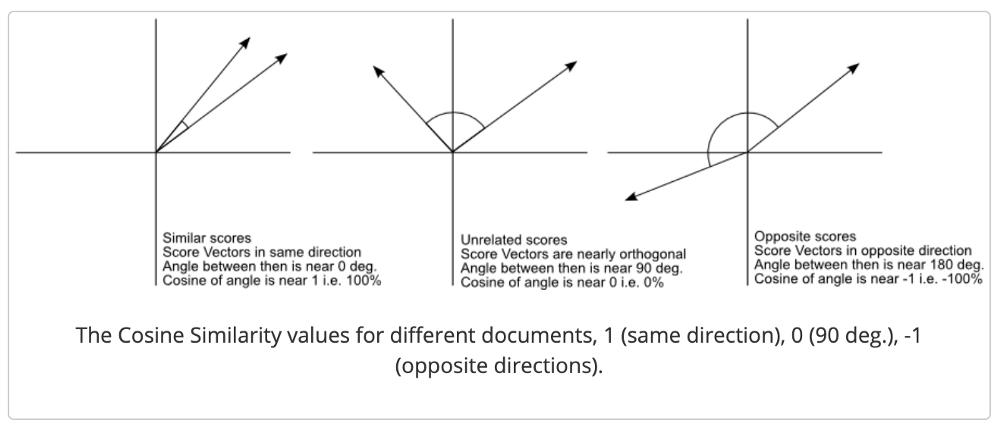 Similar scores
Score Vectors in same direction
Angle between then is near 0 deg.
Cosine of angle is near 1 i.e. 100%
Unrelated scores
Score Vectors are nearly orthogonal
Angle between then is near 90 deg.
Cosine of angle is near 0 i.e. 0%
Opposite scores
Score Vectors in opposite direction
Angle between then is near 180 deg.
Cosine of angle is near -1 i.e. -100%
The Cosine Similarity values for different documents, 1 (same direction), 0 (90 deg.), -1
(opposite directions).